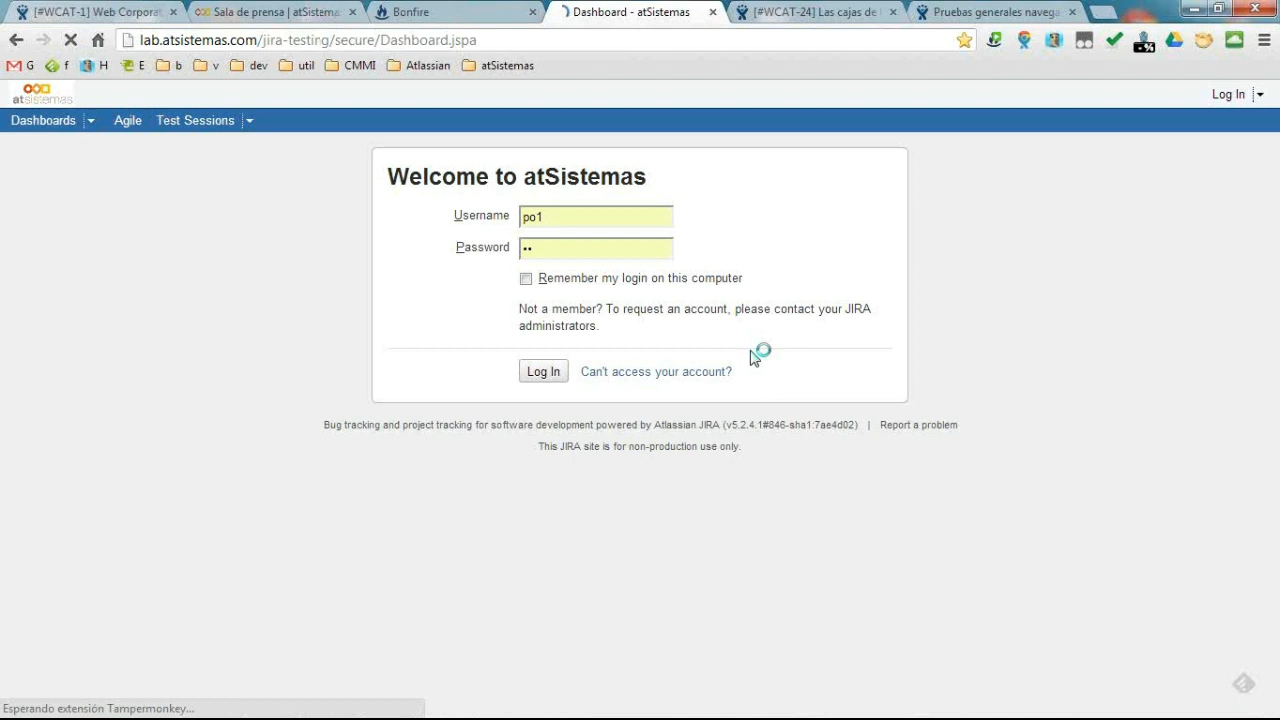 [#WCAT-1] Web Corporat
Sala de prensa | atSistema
Bonfire
Dashboard - atSistemas
[#WCAT-24] Las cajas de
Pruebas generales navega
lab.atsistemas.com/jira-testing/secure/Dashboard.jspa
G
f
H
E
b
v
dev
util
CMMI
Atlassian
atSistemas
atsistemas
Log In
Dashboards
Agile
Test Sessions
Welcome to atSistemas
Username
po1
Password
••
Remember my login on this computer
Not a member? To request an account, please contact your JIRA
administrators.
Log In
Can't access your account?
Bug tracking and project tracking for software development powered by Atlassian JIRA (v5.2.4.1#846-sha1:7ae4d02) | Report a problem
This JIRA site is for non-production use only.
Esperando extensión Tampermonkey...